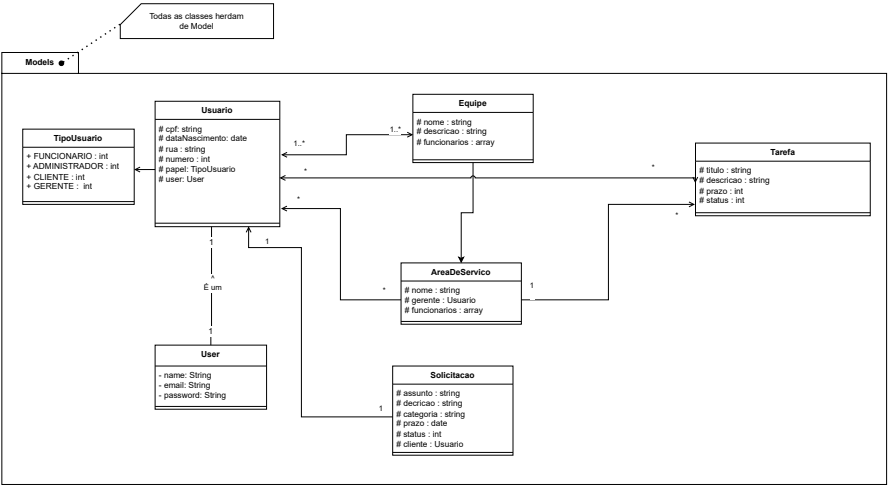 Todas as classes herdam
de Model
Models
Usuario
# cpf: string
# dataNascimento: date
# rua : string
# numero : int
# papel: TipoUsuario
# user: User
Equipe
# nome : string
# descricao : string
# funcionarios : array
TipoUsuario
+ FUNCIONARIO : int
+ ADMINISTRADOR : int
+ CLIENTE : int
+ GERENTE : int
Tarefa
# titulo : string
# descricao : string
# prazo : int
# status : int
1..*
1..*
*
*
*
*
*
1
1
1
^
É um
1
1
AreaDeServico
# nome : string
# gerente : Usuario
# funcionarios : array
User
- name: String
- email: String
- password: String
Solicitacao
# assunto : string
# decricao : string
# categoria : string
# prazo : date
# status : int
# cliente : Usuario